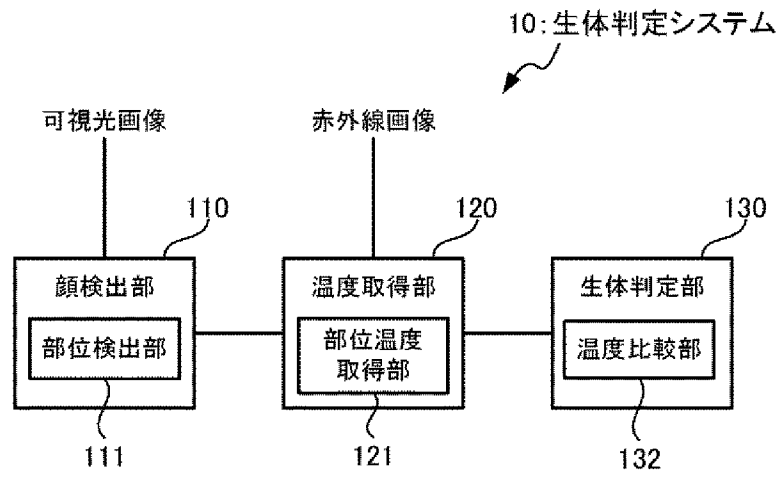 10:生体判定システム
可視光画像
赤外線画像
110
120
130
顔検出部
温度取得部
生体判定部
部位検出部
部位温度
取得部
温度比較部
111
121
132